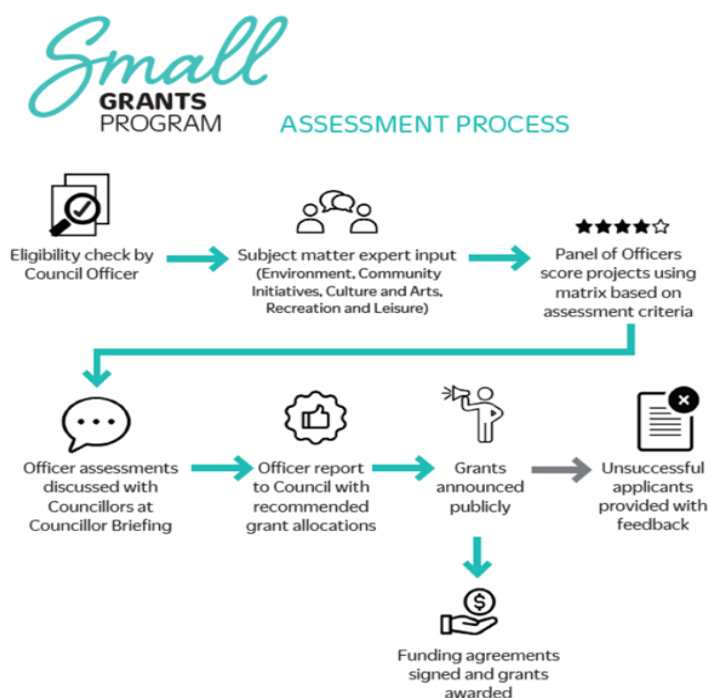 Small
GRANTS
PROGRAM
ASSESSMENT PROCESS
Eligibility check by
Council Officer
Subject matter expert input
(Environment, Community
Initiatives, Culture and Arts,
Recreation and Leisure)
Panel of Officers
score projects using
matrix based on
assessment criteria
Officer assessments
discussed with
Councillors at
Councillor Briefing
Officer report
to Council with
recommended
grant allocations
Grants
announced
publicly
Unsuccessful
applicants
provided with
feedback
$
Funding agreements
signed and grants
awarded